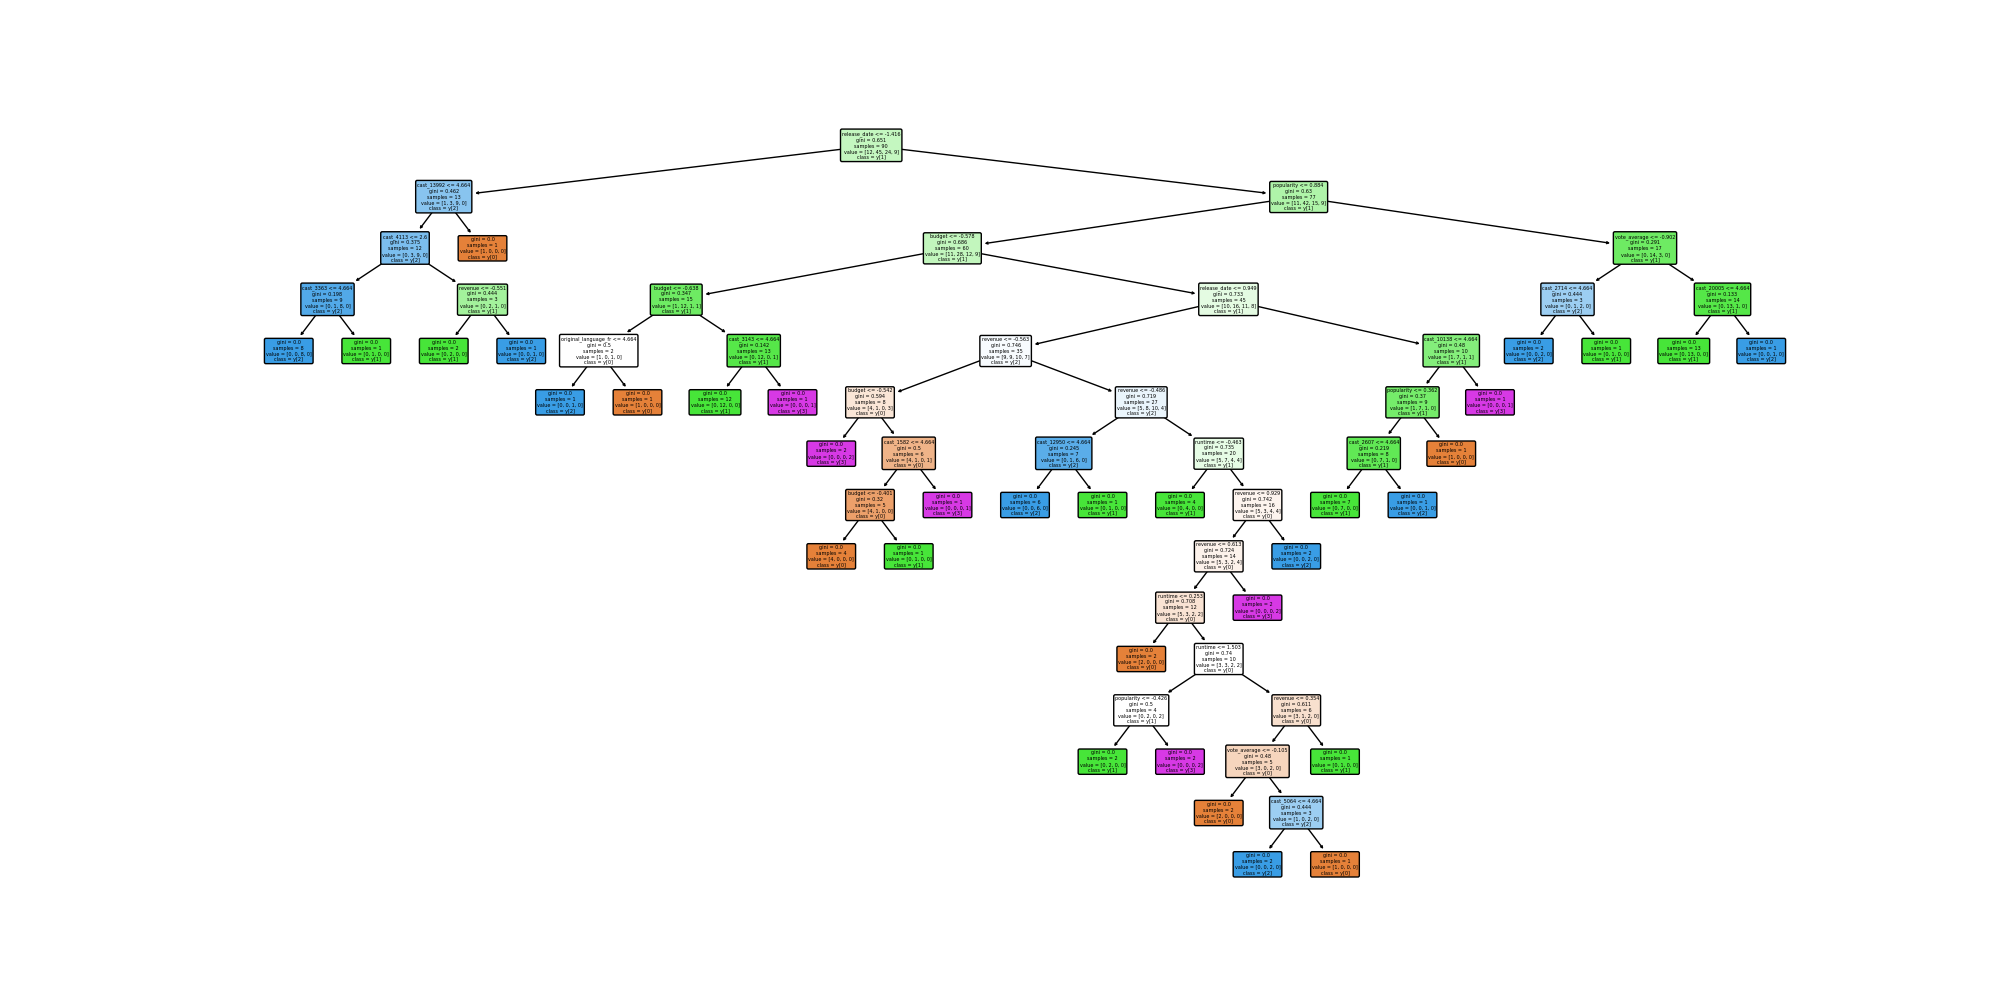 release_date <= -1.416
gini = 0.651
samples = 90
value = [12, 45, 24, 9]
class = y[1]
cast_13992 <= 4.664
gini = 0.462
samples = 13
value = [1, 3, 9, 0]
class = y[2]
popularity <= 0.884
gini = 0.63
samples = 77
value = [11, 42, 15, 9]
class = y[1]
cast_4113 <= 2.6
gini = 0.375
samples = 12
value = [0, 3, 9, 0]
class = y[2]
gini = 0.0
samples = 1
value = [1, 0, 0, 0]
class = y[0]
budget <= -0.578
gini = 0.686
samples = 60
value = [11, 28, 12, 9]
class = y[1]
vote_average <= -0.902
gini = 0.291
samples = 17
value = [0, 14, 3, 0]
class = y[1]
cast_3363 <= 4.664
gini = 0.198
samples = 9
value = [0, 1, 8, 0]
class = y[2]
revenue <= -0.551
gini = 0.444
samples = 3
value = [0, 2, 1, 0]
class = y[1]
budget <= -0.638
gini = 0.347
samples = 15
value = [1, 12, 1, 1]
class = y[1]
release_date <= 0.949
gini = 0.733
samples = 45
value = [10, 16, 11, 8]
class = y[1]
cast_2714 <= 4.664
gini = 0.444
samples = 3
value = [0, 1, 2, 0]
class = y[2]
cast_20005 <= 4.664
gini = 0.133
samples = 14
value = [0, 13, 1, 0]
class = y[1]
gini = 0.0
samples = 8
value = [0, 0, 8, 0]
class = y[2]
gini = 0.0
samples = 1
value = [0, 1, 0, 0]
class = y[1]
gini = 0.0
samples = 2
value = [0, 2, 0, 0]
class = y[1]
gini = 0.0
samples = 1
value = [0, 0, 1, 0]
class = y[2]
original_language_fr <= 4.664
gini = 0.5
samples = 2
value = [1, 0, 1, 0]
class = y[0]
cast_3143 <= 4.664
gini = 0.142
samples = 13
value = [0, 12, 0, 1]
class = y[1]
revenue <= -0.563
gini = 0.746
samples = 35
value = [9, 9, 10, 7]
class = y[2]
cast_10138 <= 4.664
gini = 0.48
samples = 10
value = [1, 7, 1, 1]
class = y[1]
gini = 0.0
samples = 2
value = [0, 0, 2, 0]
class = y[2]
gini = 0.0
samples = 1
value = [0, 1, 0, 0]
class = y[1]
gini = 0.0
samples = 13
value = [0, 13, 0, 0]
class = y[1]
gini = 0.0
samples = 1
value = [0, 0, 1, 0]
class = y[2]
gini = 0.0
samples = 1
value = [0, 0, 1, 0]
class = y[2]
gini = 0.0
samples = 1
value = [1, 0, 0, 0]
class = y[0]
gini = 0.0
samples = 12
value = [0, 12, 0, 0]
class = y[1]
gini = 0.0
samples = 1
value = [0, 0, 0, 1]
class = y[3]
budget <= -0.542
gini = 0.594
samples = 8
value = [4, 1, 0, 3]
class = y[0]
revenue <= -0.486
gini = 0.719
samples = 27
value = [5, 8, 10, 4]
class = y[2]
popularity <= 0.362
gini = 0.37
samples = 9
value = [1, 7, 1, 0]
class = y[1]
gini = 0.0
samples = 1
value = [0, 0, 0, 1]
class = y[3]
gini = 0.0
samples = 2
value = [0, 0, 0, 2]
class = y[3]
cast_1582 <= 4.664
gini = 0.5
samples = 6
value = [4, 1, 0, 1]
class = y[0]
cast_12950 <= 4.664
gini = 0.245
samples = 7
value = [0, 1, 6, 0]
class = y[2]
runtime <= -0.463
gini = 0.735
samples = 20
value = [5, 7, 4, 4]
class = y[1]
cast_2607 <= 4.664
gini = 0.219
samples = 8
value = [0, 7, 1, 0]
class = y[1]
gini = 0.0
samples = 1
value = [1, 0, 0, 0]
class = y[0]
budget <= -0.401
gini = 0.32
samples = 5
value = [4, 1, 0, 0]
class = y[0]
gini = 0.0
samples = 1
value = [0, 0, 0, 1]
class = y[3]
gini = 0.0
samples = 6
value = [0, 0, 6, 0]
class = y[2]
gini = 0.0
samples = 1
value = [0, 1, 0, 0]
class = y[1]
gini = 0.0
samples = 4
value = [0, 4, 0, 0]
class = y[1]
revenue <= 0.929
gini = 0.742
samples = 16
value = [5, 3, 4, 4]
class = y[0]
gini = 0.0
samples = 7
value = [0, 7, 0, 0]
class = y[1]
gini = 0.0
samples = 1
value = [0, 0, 1, 0]
class = y[2]
gini = 0.0
samples = 4
value = [4, 0, 0, 0]
class = y[0]
gini = 0.0
samples = 1
value = [0, 1, 0, 0]
class = y[1]
revenue <= 0.613
gini = 0.724
samples = 14
value = [5, 3, 2, 4]
class = y[0]
gini = 0.0
samples = 2
value = [0, 0, 2, 0]
class = y[2]
runtime <= 0.253
gini = 0.708
samples = 12
value = [5, 3, 2, 2]
class = y[0]
gini = 0.0
samples = 2
value = [0, 0, 0, 2]
class = y[3]
gini = 0.0
samples = 2
value = [2, 0, 0, 0]
class = y[0]
runtime <= 1.503
gini = 0.74
samples = 10
value = [3, 3, 2, 2]
class = y[0]
popularity <= -0.426
gini = 0.5
samples = 4
value = [0, 2, 0, 2]
class = y[1]
revenue <= 0.354
gini = 0.611
samples = 6
value = [3, 1, 2, 0]
class = y[0]
gini = 0.0
samples = 2
value = [0, 2, 0, 0]
class = y[1]
gini = 0.0
samples = 2
value = [0, 0, 0, 2]
class = y[3]
vote_average <= -0.105
gini = 0.48
samples = 5
value = [3, 0, 2, 0]
class = y[0]
gini = 0.0
samples = 1
value = [0, 1, 0, 0]
class = y[1]
gini = 0.0
samples = 2
value = [2, 0, 0, 0]
class = y[0]
cast_5064 <= 4.664
gini = 0.444
samples = 3
value = [1, 0, 2, 0]
class = y[2]
gini = 0.0
samples = 2
value = [0, 0, 2, 0]
class = y[2]
gini = 0.0
samples = 1
value = [1, 0, 0, 0]
class = y[0]